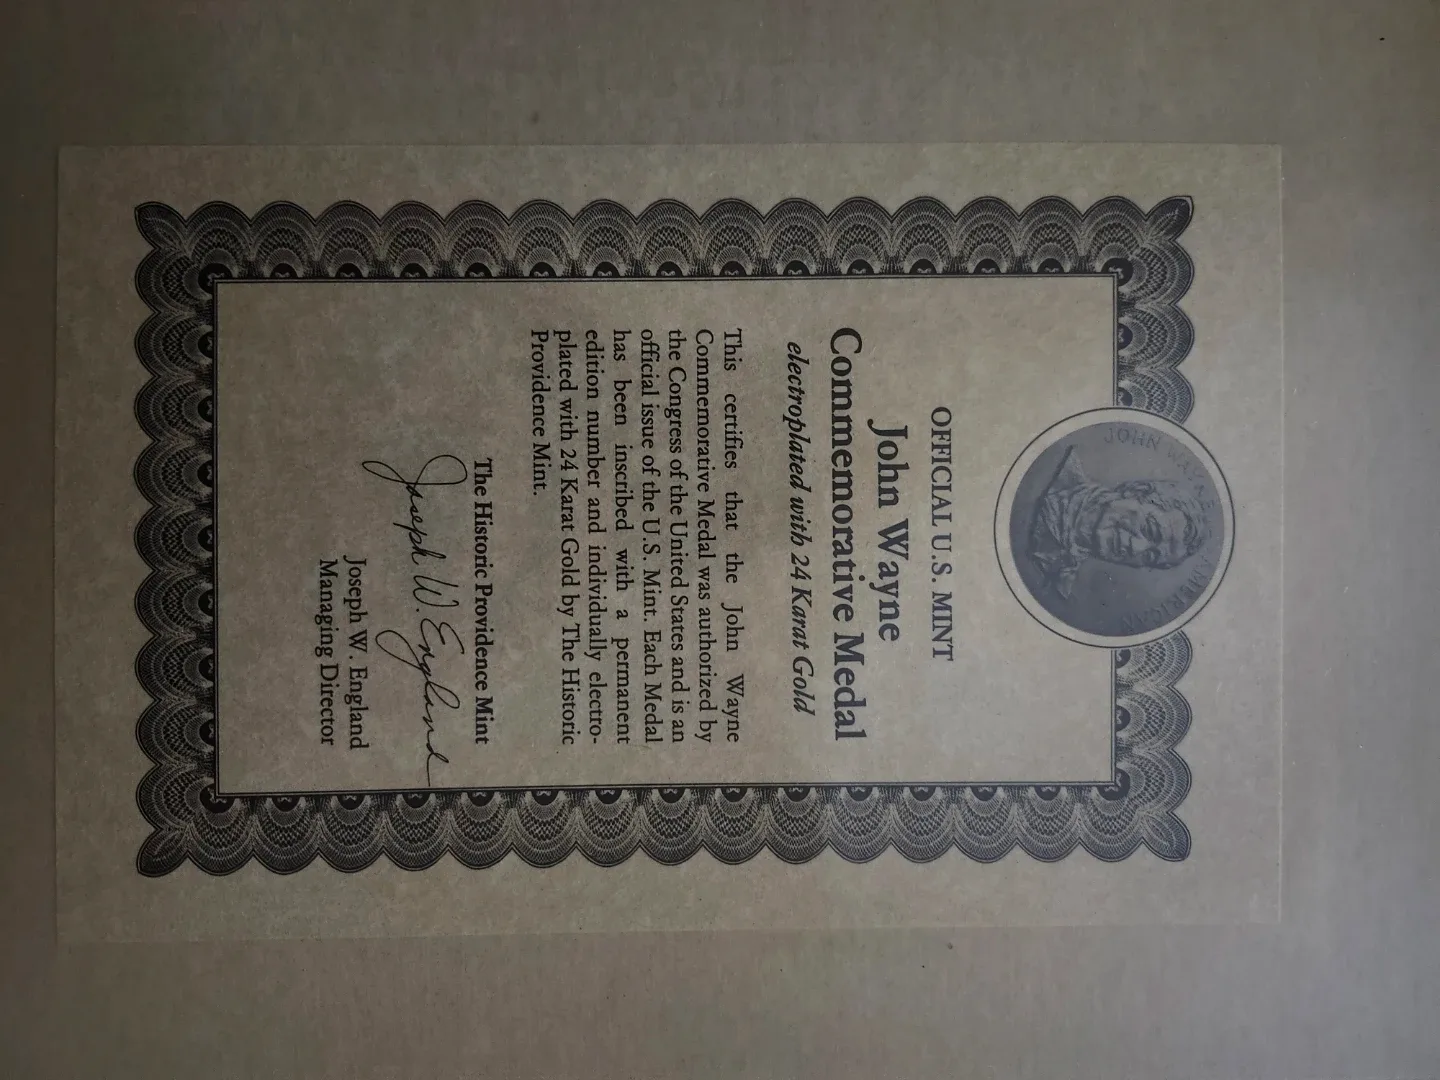 JOHN WAYNE AMERICAN
OFFICIAL U.S. MINT
John Wayne
Commemorative Medal
electroplated with 24 Karat Gold
This certifies that the John Wayne
Commemorative Medal was authorized by
the Congress of the United States and is an
official issue of the U.S. Mint. Each Medal
has been inscribed with a permanent
edition number and individually electro-
plated with 24 Karat Gold by The Historic
Providence Mint.
The Historic Providence Mint
Joseph W. England
Joseph W. England
Managing Director